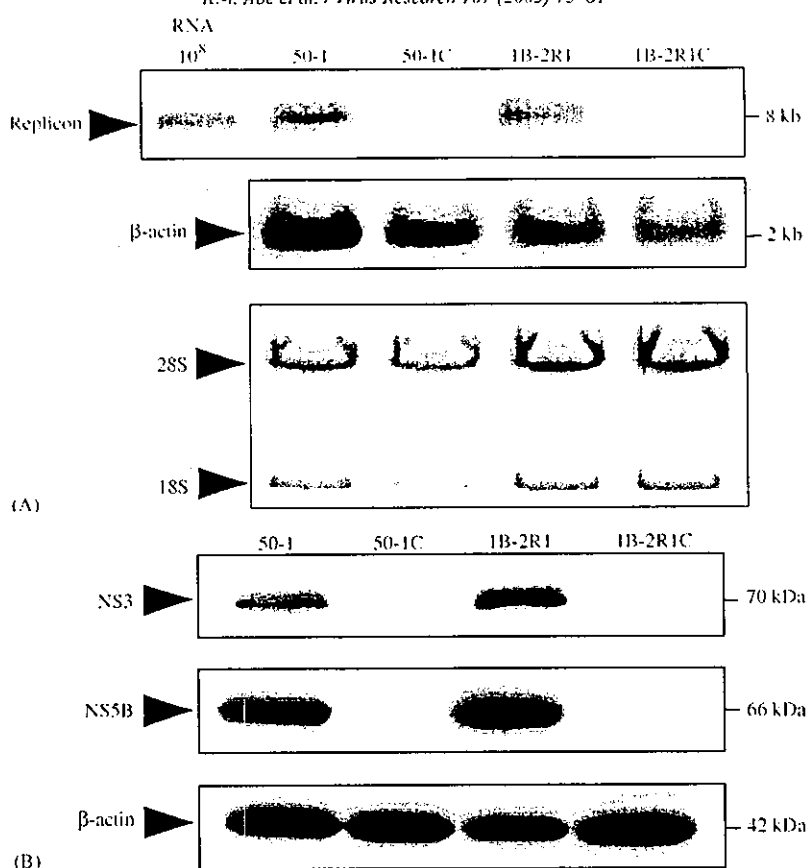 RNA
10⁸ 50-1 50-1C 1B-2R1 1B-2R1C
Replicon 8 kb
β-actin 2 kb
28S
18S
(A)
50-1 50-1C 1B-2R1 1B-2R1C
NS3 70 kDa
NS5B 66 kDa
β-actin 42 kDa
(B)